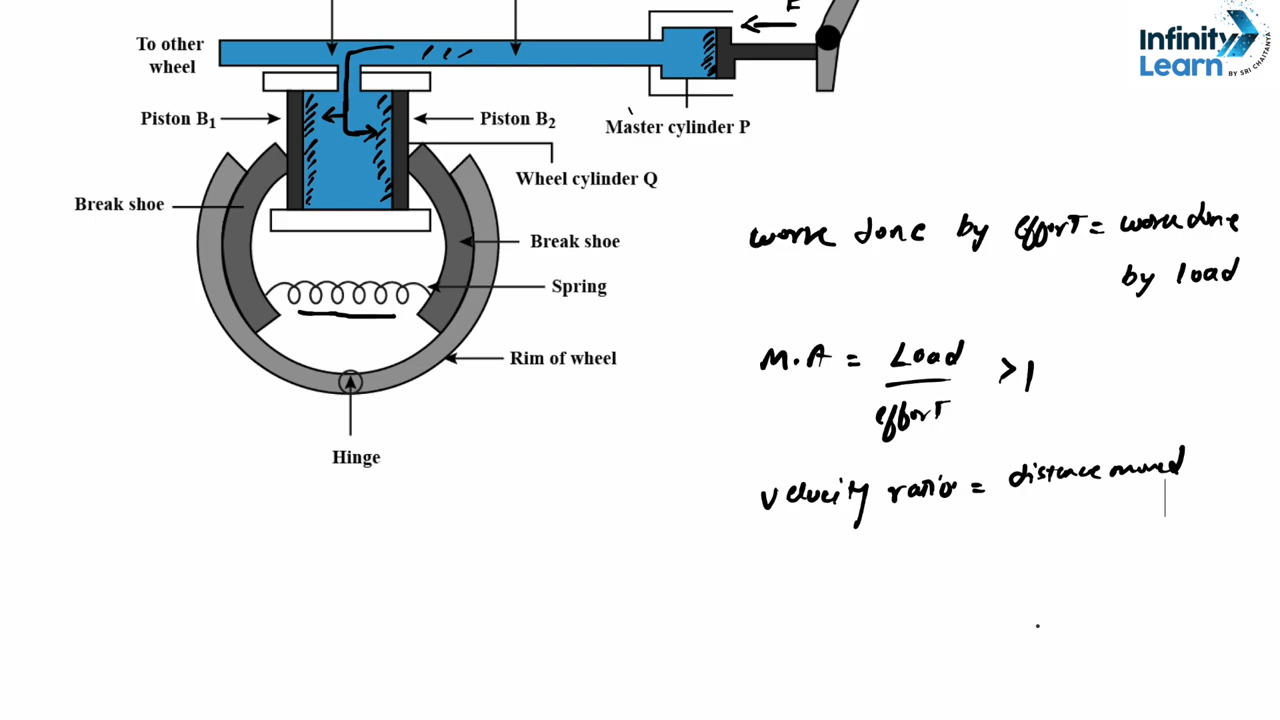 F
Infinity
Learn
BY SRI CHAITANYA
To other
wheel
Piston B1
Piston B2
Master cylinder P
Wheel cylinder Q
Break shoe
Break shoe
Spring
Rim of wheel
Hinge
work done by effort = work done
by load
M.A = Load
effort
> 1
velocity ratio = distance moved